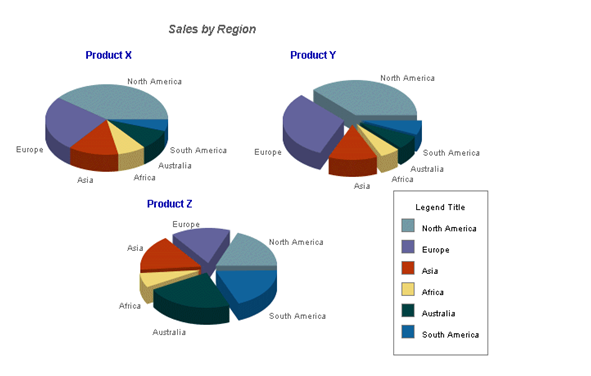 Sales by Region
Product X
North America
Europe
South America
Australia
Africa
Asia
Product Y
North America
Europe
South America
Australia
Africa
Asia
Product Z
Europe
North America
Asia
Africa
South America
Australia
Legend Title
North America
Europe
Asia
Africa
Australia
South America